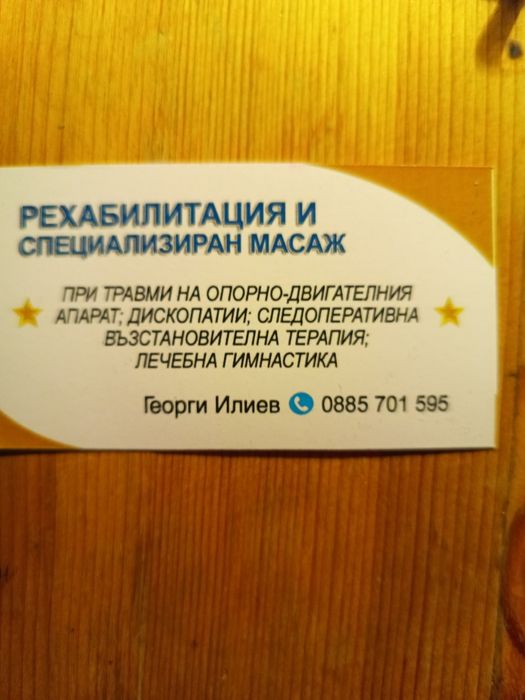 РЕХАБИЛИТАЦИЯ И
СПЕЦИАЛИЗИРАН МАСАЖ
ПРИ ТРАВМИ НА ОПОРНО-ДВИГАТЕЛНИЯ
АПАРАТ; ДИСКОПАТИИ; СЛЕДОПЕРАТИВНА
ВЪЗСТАНОВИТЕЛНА ТЕРАПИЯ;
ЛЕЧЕБНА ГИМНАСТИКА
Георги Илиев 0885 701 595